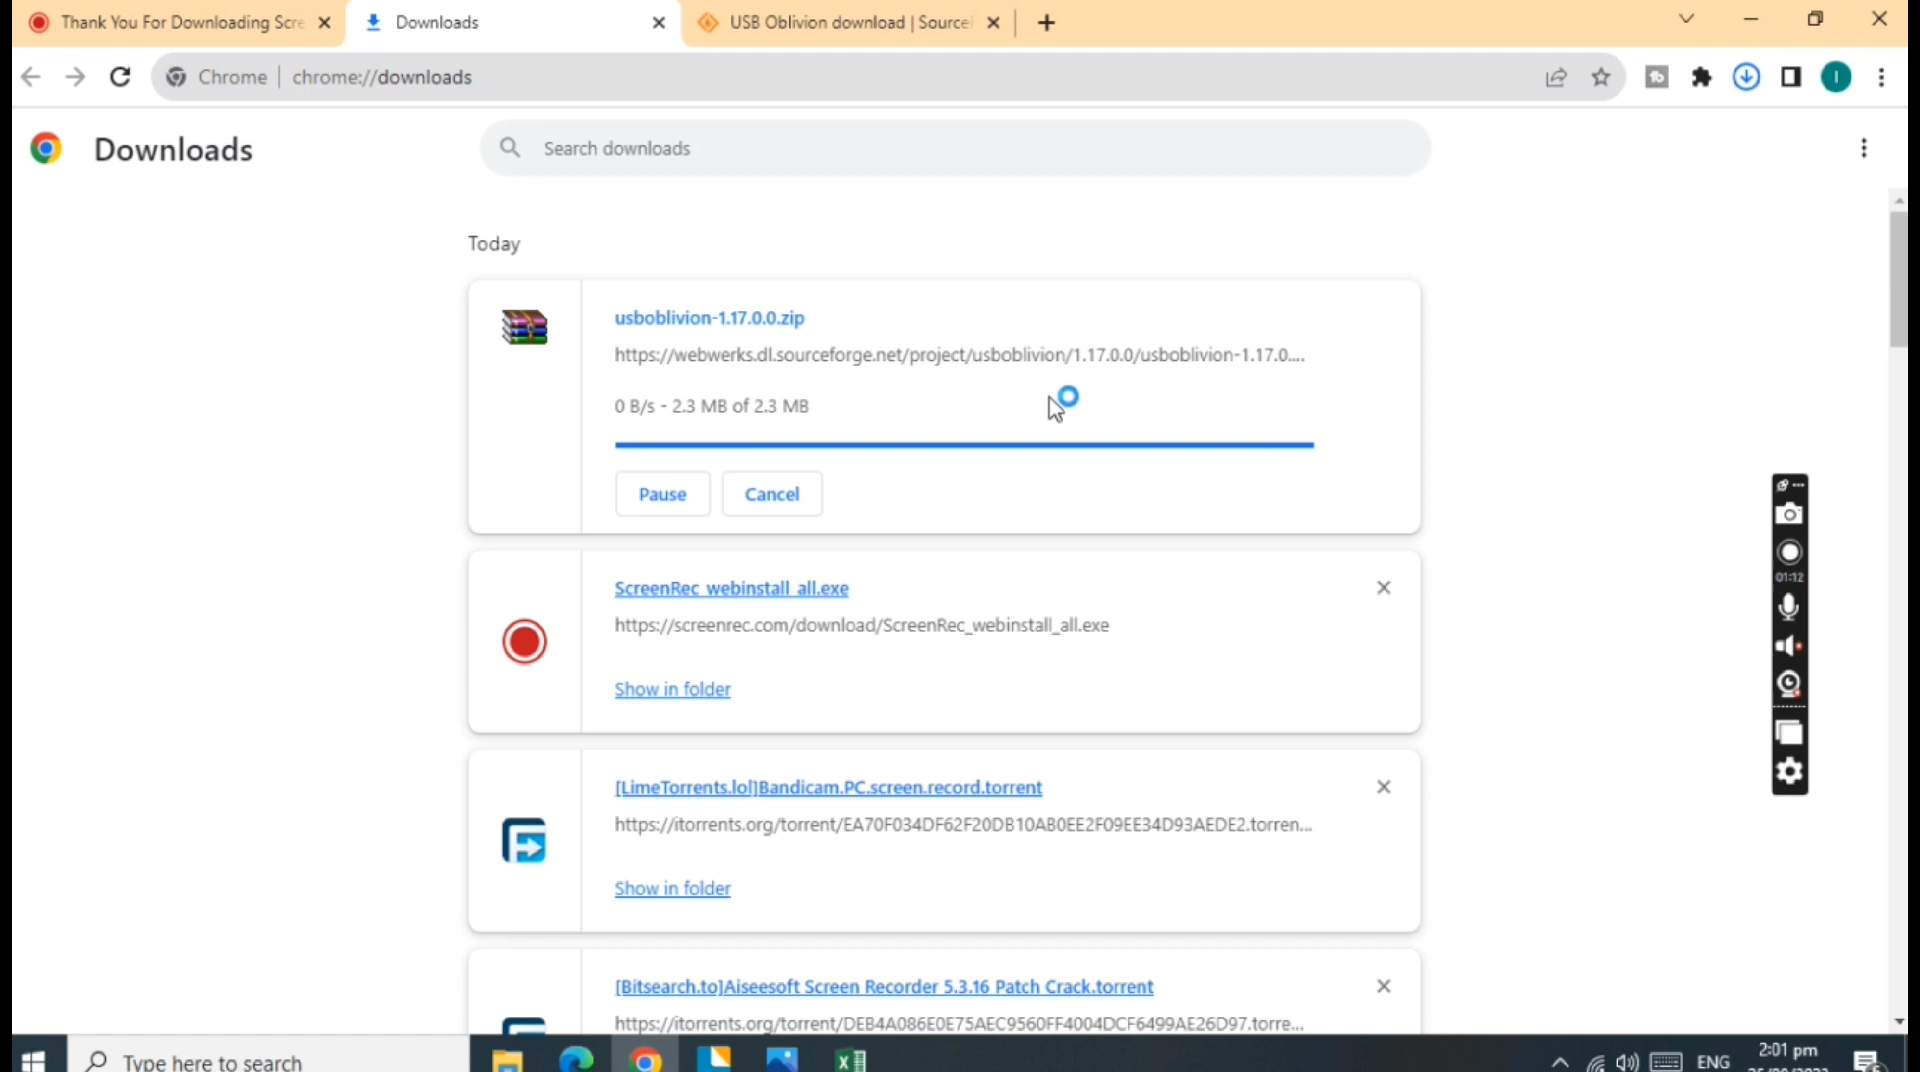 Thank You For Downloading Scre
Downloads
USB Oblivion download | Source
Chrome
chrome://downloads
Downloads
Search downloads
Today
usboblivion-1.17.0.0.zip
https://webwerks.dl.sourceforge.net/project/usboblivion/1.17.0.0/usboblivion-1.17.0....
0 B/s - 2.3 MB of 2.3 MB
Pause
Cancel
ScreenRec_webinstall_all.exe
https://screenrec.com/download/ScreenRec_webinstall_all.exe
01:12
Show in folder
[LimeTorrents.lol]Bandicam.PC.screen.record.torrent
https://itorrents.org/torrent/EA70F034DF62F20DB10AB0EE2F09EE34D93AEDE2.torren...
Show in folder
[Bitsearch.to]Aiseesoft Screen Recorder 5.3.16 Patch Crack.torrent
https://itorrents.org/torrent/DEB4A086E0E75AEC9560FF4004DCF6499AE26D97.torre...
Type here to search
ENG
2:01 pm